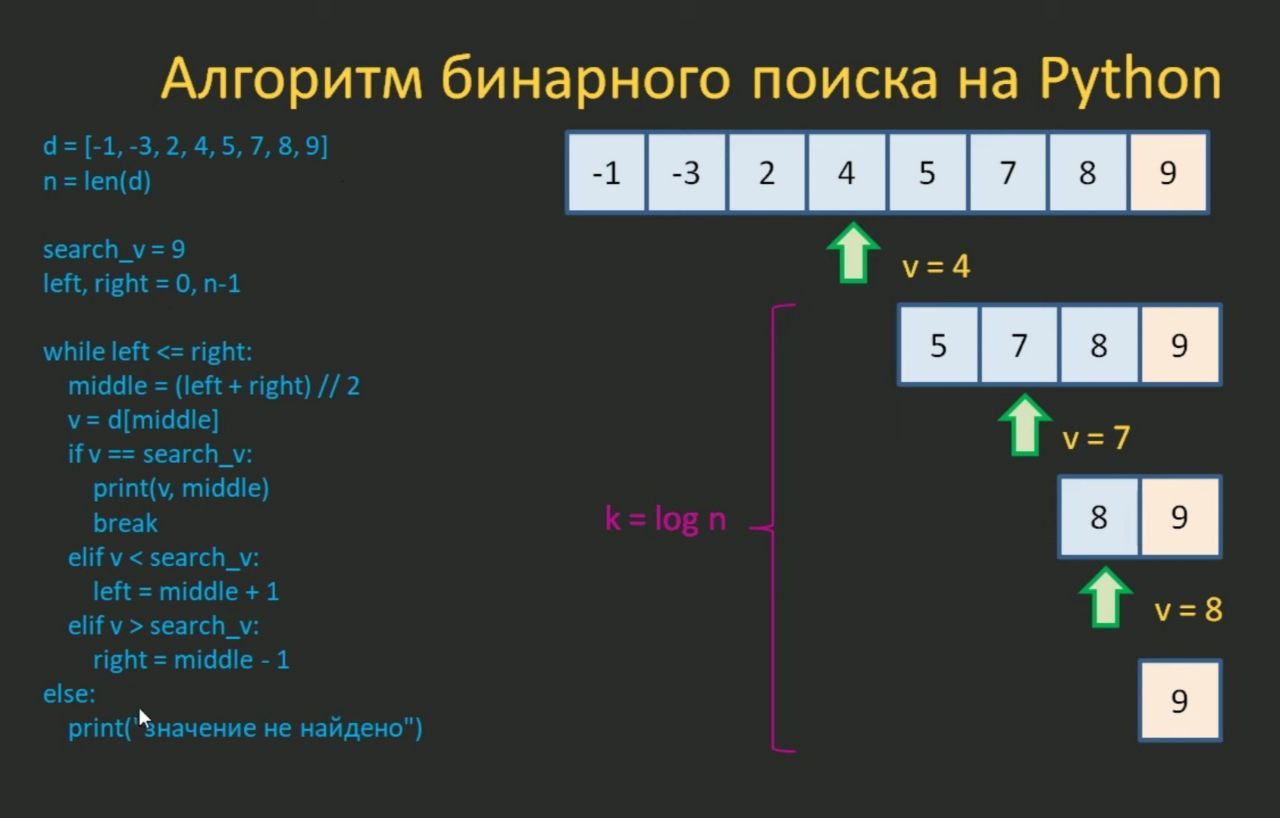 Алгоритм бинарного поиска на Python
d = [-1, -3, 2, 4, 5, 7, 8, 9]
n = len(d)
search_v = 9
left, right = 0, n-1
while left <= right:
middle = (left + right) // 2
v = d[middle]
if v == search_v:
print(v, middle)
break
elif v < search_v:
left = middle + 1
elif v > search_v:
right = middle - 1
else:
print("значение не найдено")
-1 -3 2 4 5 7 8 9
v = 4
5 7 8 9
v = 7
k = log n
8 9
v = 8
9